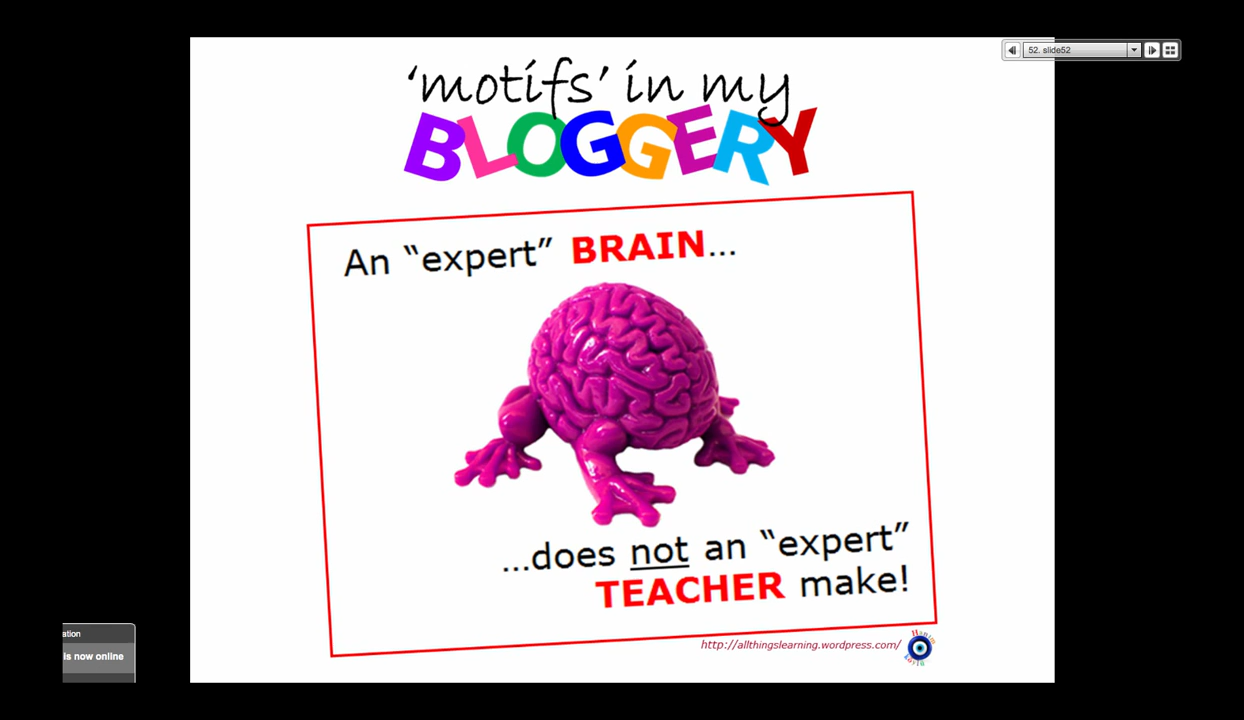 52. slide52
'motifs' in my
BLOGGERY
An “expert” BRAIN...
...does not an “expert”
TEACHER make!
http://allthingslearning.wordpress.com/
ation
is now online